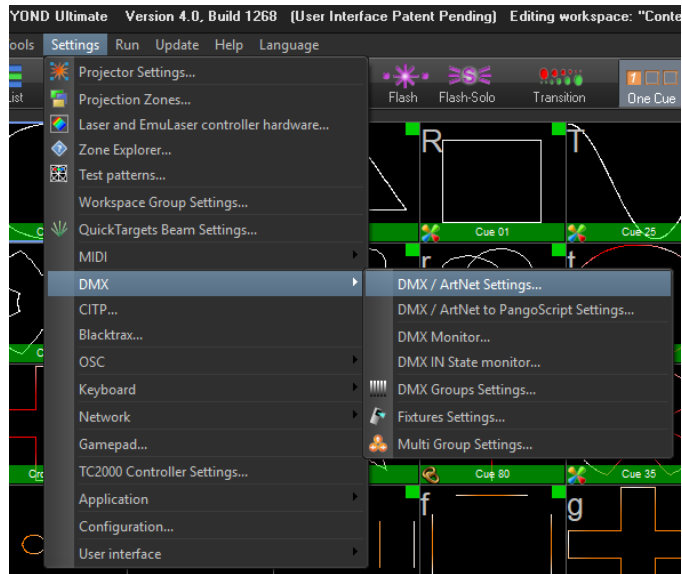 YOND Ultimate Version 4.0, Build 1268 (User Interface Patent Pending) Editing workspace: "Conte
ools Settings Run Update Help Language
List Flash Flash-Solo Transition One Cue
Projector Settings...
Projection Zones...
Laser and EmuLaser controller hardware...
Zone Explorer...
Test patterns...
Workspace Group Settings...
QuickTargets Beam Settings...
MIDI
DMX
CITP...
Blacktrax...
OSC
Keyboard
Network
Gamepad...
TC2000 Controller Settings...
Application
Configuration...
User interface
DMX / ArtNet Settings...
DMX / ArtNet to PangoScript Settings...
DMX Monitor...
DMX IN State monitor...
DMX Groups Settings...
Fixtures Settings...
Multi Group Settings...
R T
Cue 01 Cue 25
r t
Cue 80 Cue 35
f g